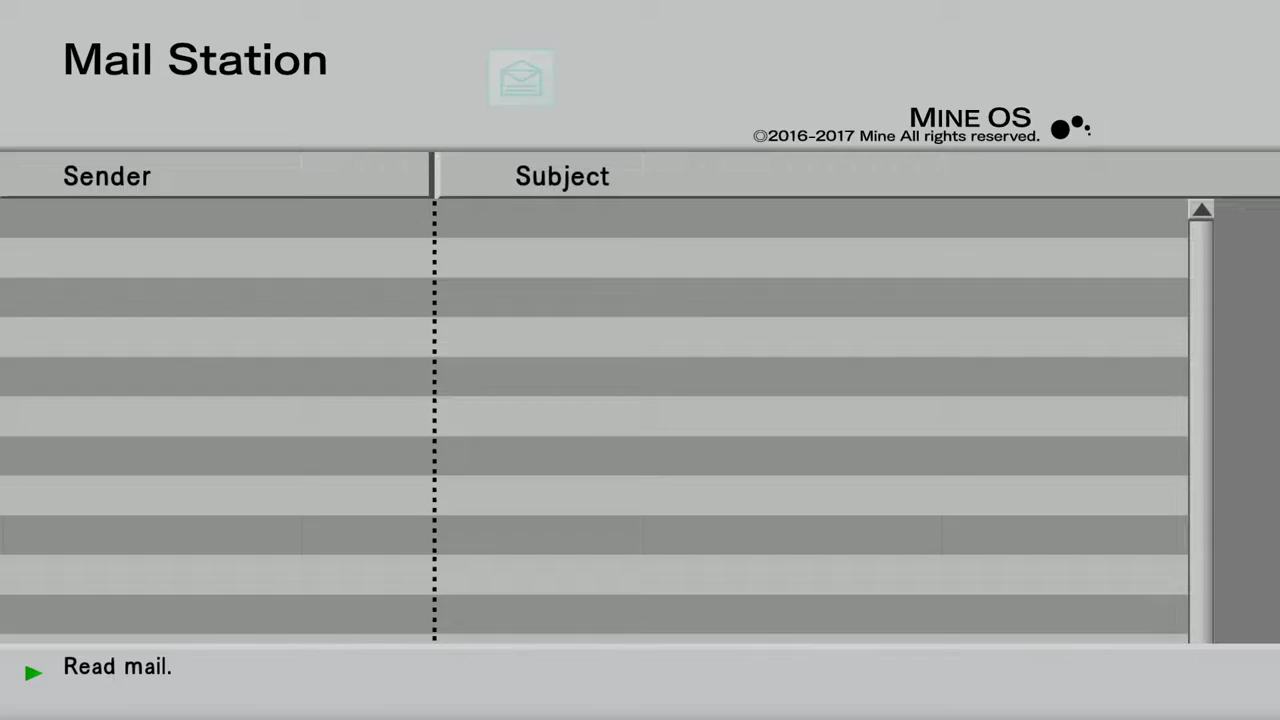 Mail Station
MINE OS
©2016-2017 Mine All rights reserved.
Sender
Subject
Read mail.